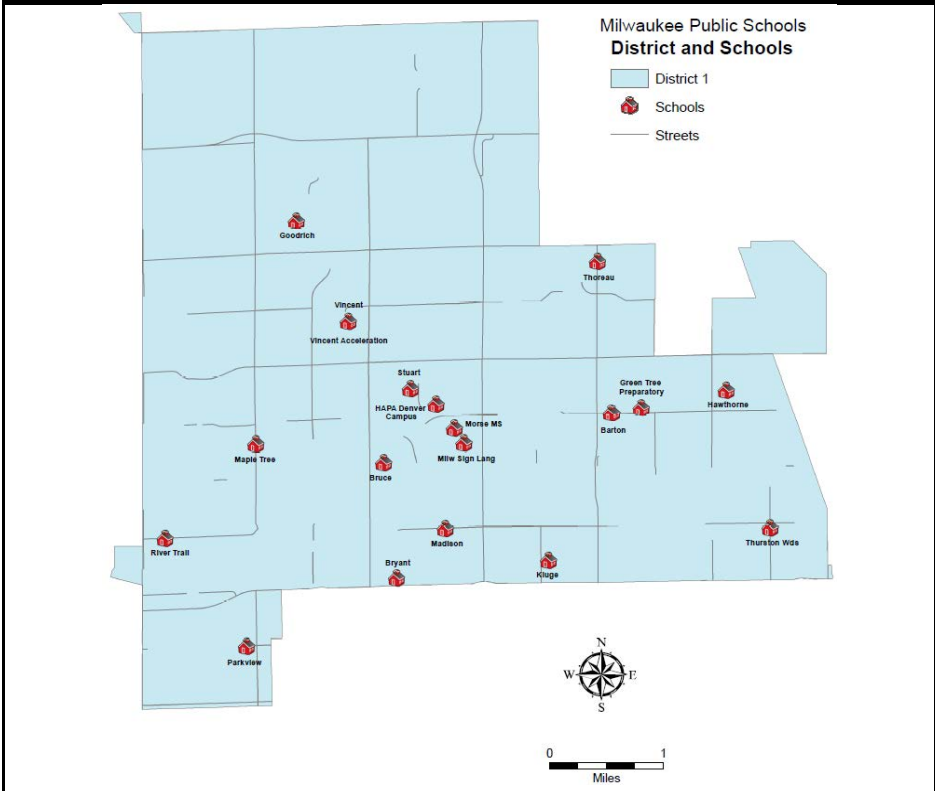 Milwaukee Public Schools
District and Schools
District 1
Schools
Streets
Goodrich
Thoreau
Vincent
Vincent Acceleration
Stuart
HAPA Denver
Campus
Morse MS
Milw Sign Lang
Green Tree
Preparatory
Hawthorne
Barton
Maple Tree
Bruce
River Trail
Madison
Thurston Wds
Bryant
Kluge
Parkview
N
W
E
S
0
1
Miles